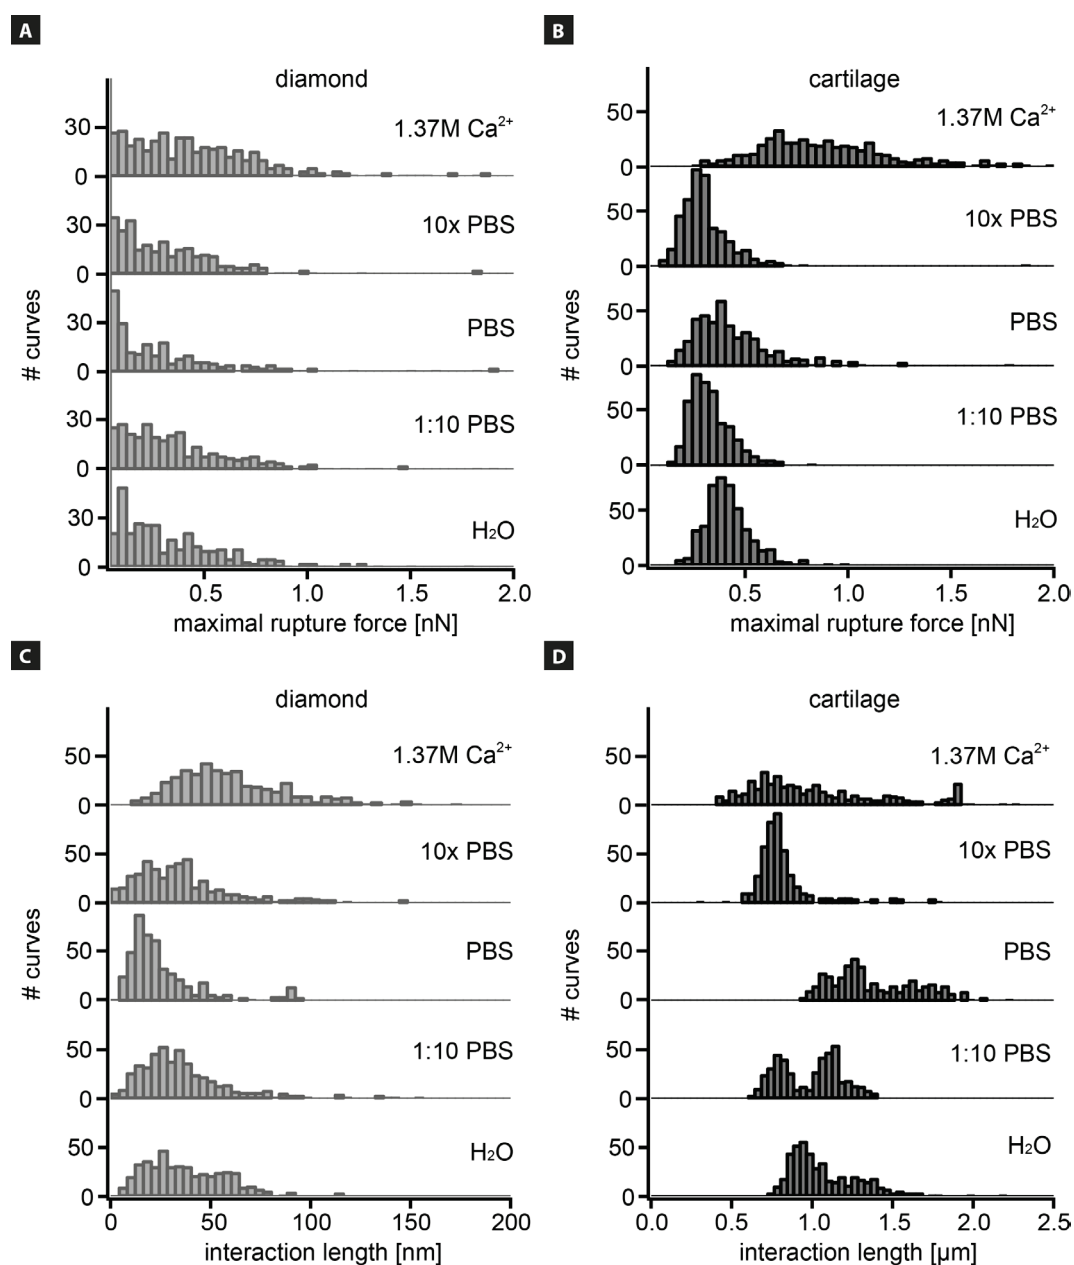 A
diamond
1.37M Ca²⁺
30
0
10x PBS
30
0
PBS
30
0
1:10 PBS
30
0
H₂O
30
0
# curves
0.5 1.0 1.5 2.0
maximal rupture force [nN]
B
cartilage
1.37M Ca²⁺
50
0
10x PBS
50
0
PBS
50
0
1:10 PBS
50
0
H₂O
50
0
# curves
0.5 1.0 1.5 2.0
maximal rupture force [nN]
C
diamond
1.37M Ca²⁺
50
0
10x PBS
50
0
PBS
50
0
1:10 PBS
50
0
H₂O
50
0
# curves
0 50 100 150 200
interaction length [nm]
D
cartilage
1.37M Ca²⁺
50
0
10x PBS
50
0
PBS
50
0
1:10 PBS
50
0
H₂O
50
0
# curves
0.0 0.5 1.0 1.5 2.0 2.5
interaction length [µm]